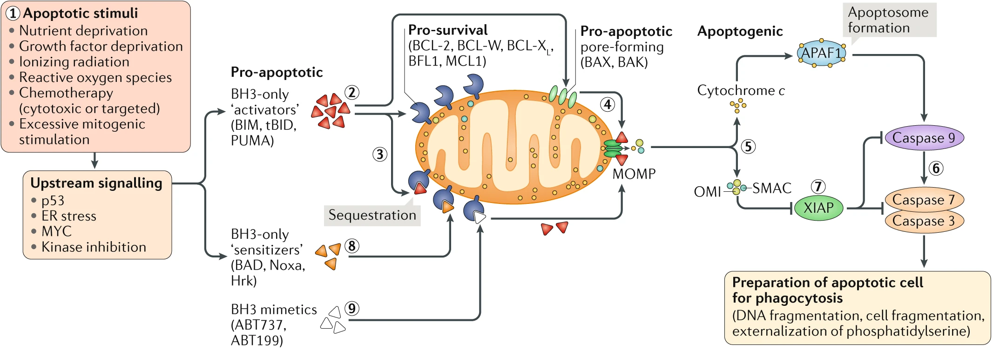 ① Apoptotic stimuli
• Nutrient deprivation
• Growth factor deprivation
• Ionizing radiation
• Reactive oxygen species
• Chemotherapy
(cytotoxic or targeted)
• Excessive mitogenic
stimulation
Upstream signalling
• p53
• ER stress
• MYC
• Kinase inhibition
Pro-apoptotic
BH3-only
‘activators’
(BIM, tBID,
PUMA)
②
③
BH3-only
‘sensitizers’
(BAD, Noxa,
Hrk)
⑧
BH3 mimetics
(ABT737,
ABT199)
⑨
Sequestration
Pro-survival
(BCL-2, BCL-W, BCL-XL,
BFL1, MCL1)
Pro-apoptotic
pore-forming
(BAX, BAK)
④
MOMP
Apoptogenic
Cytochrome c
⑤
OMI
SMAC
Apoptosome
formation
APAF1
Caspase 9
⑥
⑦
XIAP
Caspase 7
Caspase 3
Preparation of apoptotic cell
for phagocytosis
(DNA fragmentation, cell fragmentation,
externalization of phosphatidylserine)